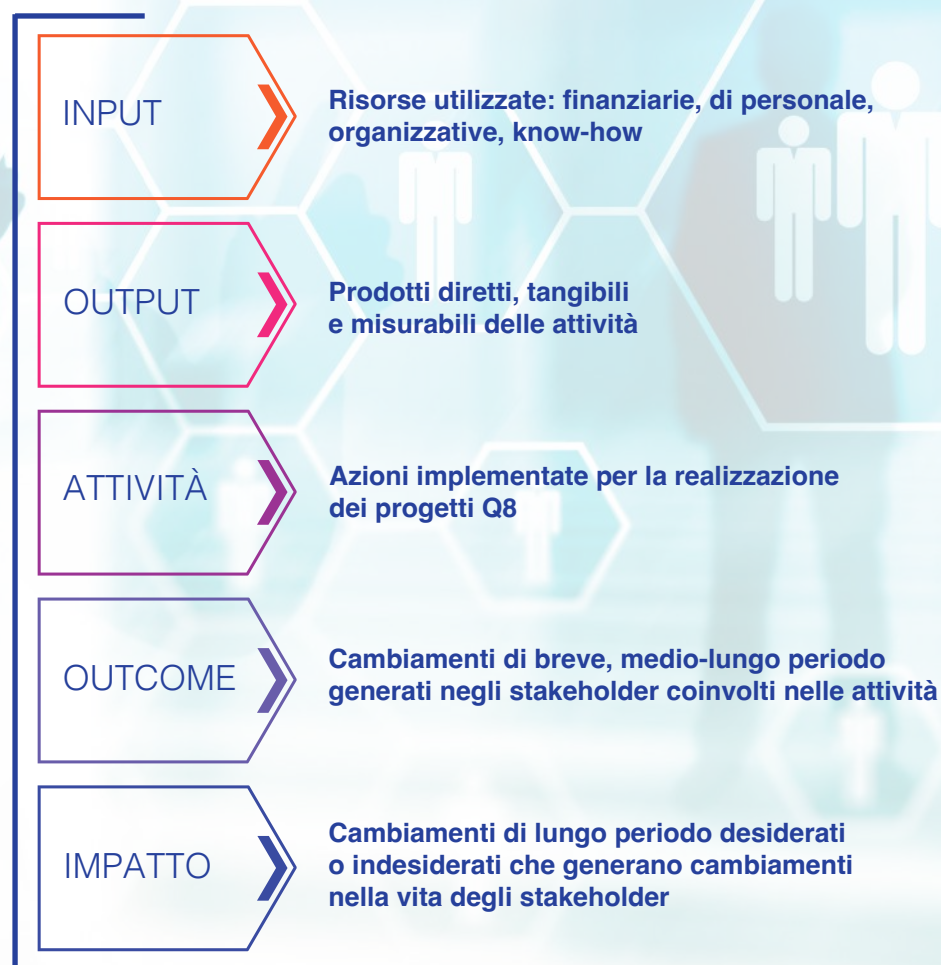 INPUT
Risorse utilizzate: finanziarie, di personale,
organizzative, know-how
OUTPUT
Prodotti diretti, tangibili
e misurabili delle attività
ATTIVITÀ
Azioni implementate per la realizzazione
dei progetti Q8
OUTCOME
Cambiamenti di breve, medio-lungo periodo
generati negli stakeholder coinvolti nelle attività
IMPATTO
Cambiamenti di lungo periodo desiderati
o indesiderati che generano cambiamenti
nella vita degli stakeholder